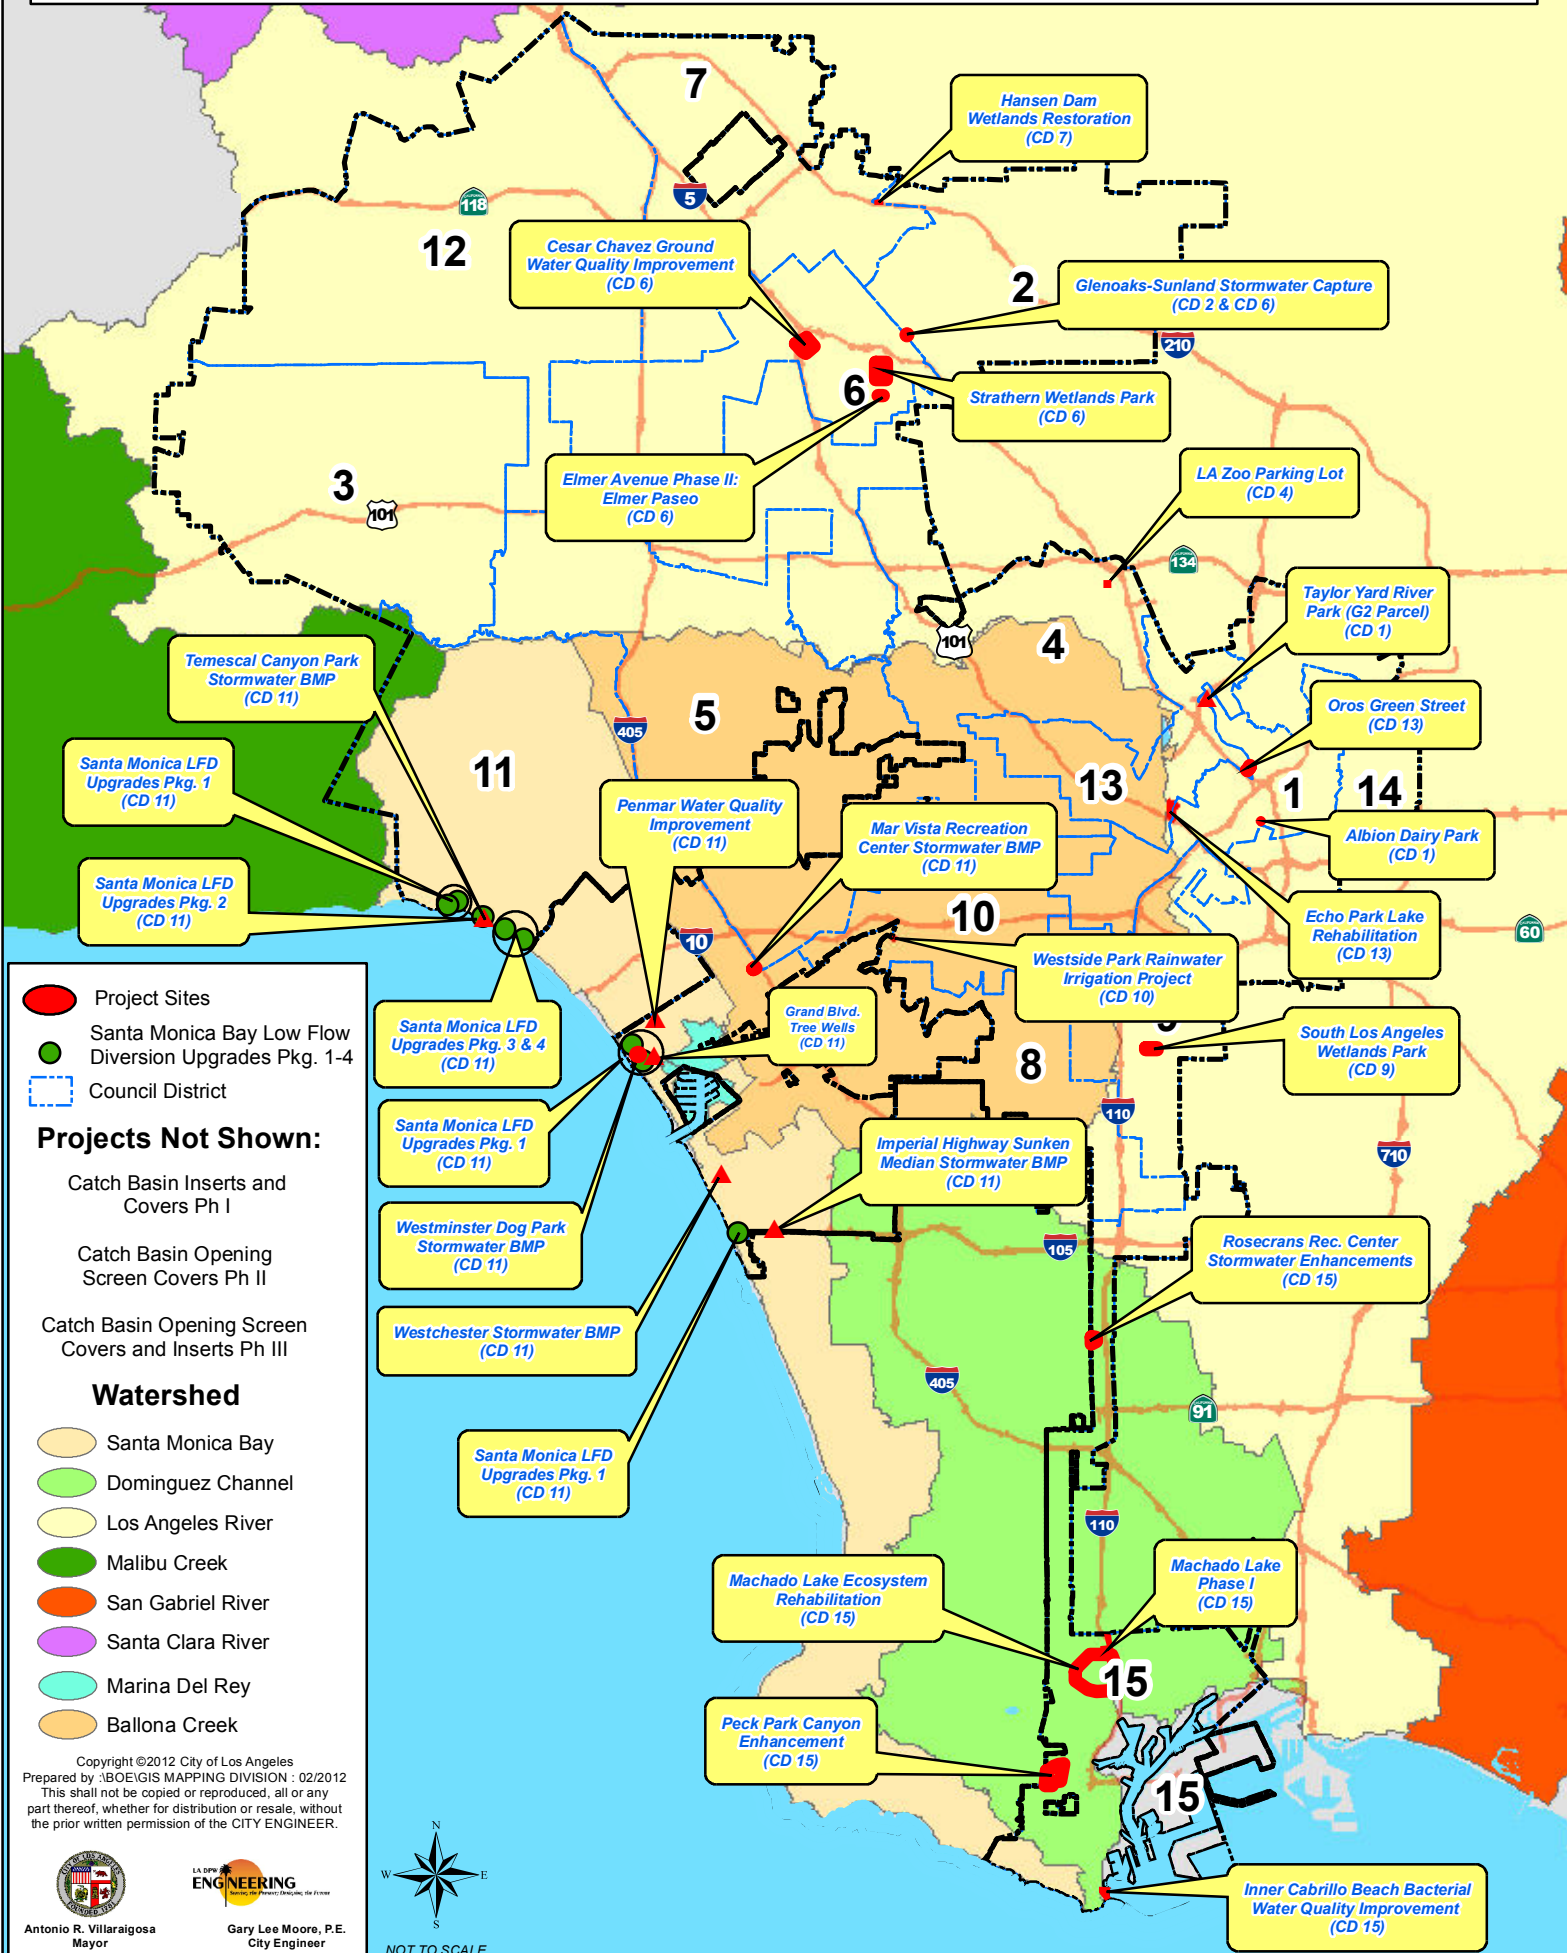 7
Hansen Dam
Wetlands Restoration
(CD 7)
118
5
12
Cesar Chavez Ground
Water Quality Improvement
(CD 6)
2
Glenoaks-Sunland Stormwater Capture
(CD 2 & CD 6)
210
6
Strathern Wetlands Park
(CD 6)
3
101
Elmer Avenue Phase II:
Elmer Paseo
(CD 6)
LA Zoo Parking Lot
(CD 4)
134
Taylor Yard River
Park (G2 Parcel)
(CD 1)
101
4
Temescal Canyon Park
Stormwater BMP
(CD 11)
5
405
Oros Green Street
(CD 13)
Santa Monica LFD
Upgrades Pkg. 1
(CD 11)
11
13
1
14
Penmar Water Quality
Improvement
(CD 11)
Mar Vista Recreation
Center Stormwater BMP
(CD 11)
Albion Dairy Park
(CD 1)
Santa Monica LFD
Upgrades Pkg. 2
(CD 11)
10
10
Echo Park Lake
Rehabilitation
(CD 13)
60
Westside Park Rainwater
Irrigation Project
(CD 10)
Project Sites
Santa Monica Bay Low Flow
Diversion Upgrades Pkg. 1-4
Council District
Santa Monica LFD
Upgrades Pkg. 3 & 4
(CD 11)
Grand Blvd.
Tree Wells
(CD 11)
South Los Angeles
Wetlands Park
(CD 9)
8
110
710
Santa Monica LFD
Upgrades Pkg. 1
(CD 11)
Imperial Highway Sunken
Median Stormwater BMP
(CD 11)
Projects Not Shown:
Catch Basin Inserts and
Covers Ph I
Catch Basin Opening
Screen Covers Ph II
Catch Basin Opening Screen
Covers and Inserts Ph III
Westminster Dog Park
Stormwater BMP
(CD 11)
105
Rosecrans Rec. Center
Stormwater Enhancements
(CD 15)
Westchester Stormwater BMP
(CD 11)
405
91
Watershed
Santa Monica Bay
Dominguez Channel
Los Angeles River
Malibu Creek
San Gabriel River
Santa Clara River
Marina Del Rey
Ballona Creek
Santa Monica LFD
Upgrades Pkg. 1
(CD 11)
110
Machado Lake Ecosystem
Rehabilitation
(CD 15)
Machado Lake
Phase I
(CD 15)
15
Peck Park Canyon
Enhancement
(CD 15)
15
Inner Cabrillo Beach Bacterial
Water Quality Improvement
(CD 15)
Copyright ©2012 City of Los Angeles
Prepared by :\BOE\GIS MAPPING DIVISION : 02/2012
This shall not be copied or reproduced, all or any
part thereof, whether for distribution or resale, without
the prior written permission of the CITY ENGINEER.
LA DPW
ENGINEERING
Antonio R. Villaraigosa
Mayor
Gary Lee Moore, P.E.
City Engineer
N
W
E
S
NOT TO SCALE